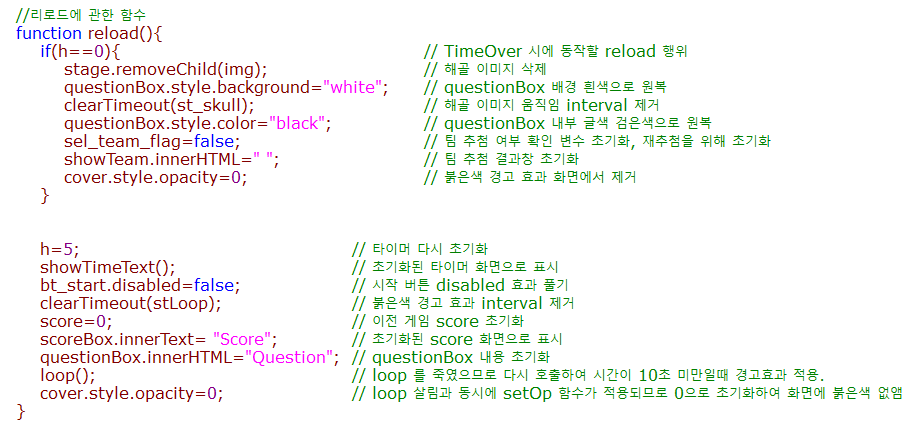 //리로드에 관한 함수
function reload(){
if(h==0){ // TimeOver 시에 동작할 reload 행위
stage.removeChild(img); // 해골 이미지 삭제
questionBox.style.background="white"; // questionBox 배경 흰색으로 원복
clearTimeout(st_skull); // 해골 이미지 움직임 interval 제거
questionBox.style.color="black"; // questionBox 내부 글색 검은색으로 원복
sel_team_flag=false; // 팀 추첨 여부 확인 변수 초기화, 재추첨을 위해 초기화
showTeam.innerHTML=" "; // 팀 추첨 결과창 초기화
cover.style.opacity=0; // 붉은색 경고 효과 화면에서 제거
}
h=5; // 타이머 다시 초기화
showTimeText(); // 초기화된 타이머 화면으로 표시
bt_start.disabled=false; // 시작 버튼 disabled 효과 풀기
clearTimeout(stLoop); // 붉은색 경고 효과 interval 제거
score=0; // 이전 게임 score 초기화
scoreBox.innerText= "Score"; // 초기화된 score 화면으로 표시
questionBox.innerHTML="Question"; // questionBox 내용 초기화
loop(); // loop 를 죽였으므로 다시 호출하여 시간이 10초 미만일때 경고효과 적용.
cover.style.opacity=0; // loop 살림과 동시에 setOp 함수가 적용되므로 0으로 초기화하여 화면에 붉은색 없앰
}